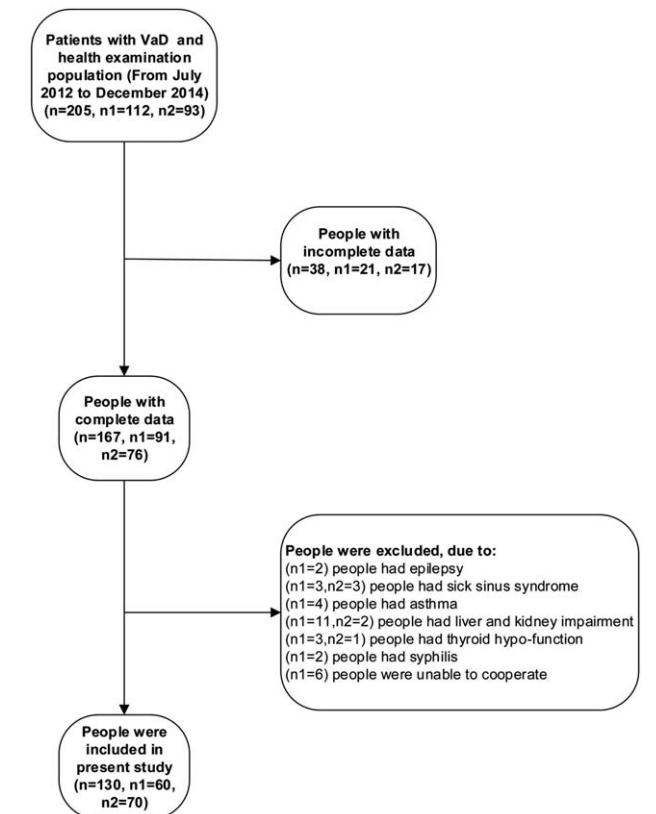 Patients with VaD and
health examination
population (From July
2012 to December 2014)
(n=205, n1=112, n2=93)
People with
incomplete data
(n=38, n1=21, n2=17)
People with
complete data
(n=167, n1=91,
n2=76)
People were excluded, due to:
(n1=2) people had epilepsy
(n1=3,n2=3) people had sick sinus syndrome
(n1=4) people had asthma
(n1=11,n2=2) people had liver and kidney impairment
(n1=3,n2=1) people had thyroid hypo-function
(n1=2) people had syphilis
(n1=6) people were unable to cooperate
People were
included in
present study
(n=130, n1=60,
n2=70)